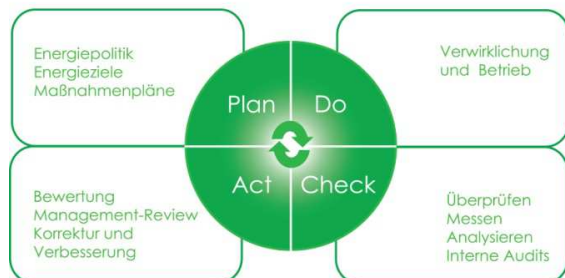 Energiepolitik
Energieziele
Maßnahmenpläne
Plan
Do
Verwirklichung
und Betrieb
Bewertung
Management-Review
Korrektur und
Verbesserung
Act
Check
Überprüfen
Messen
Analysieren
Interne Audits